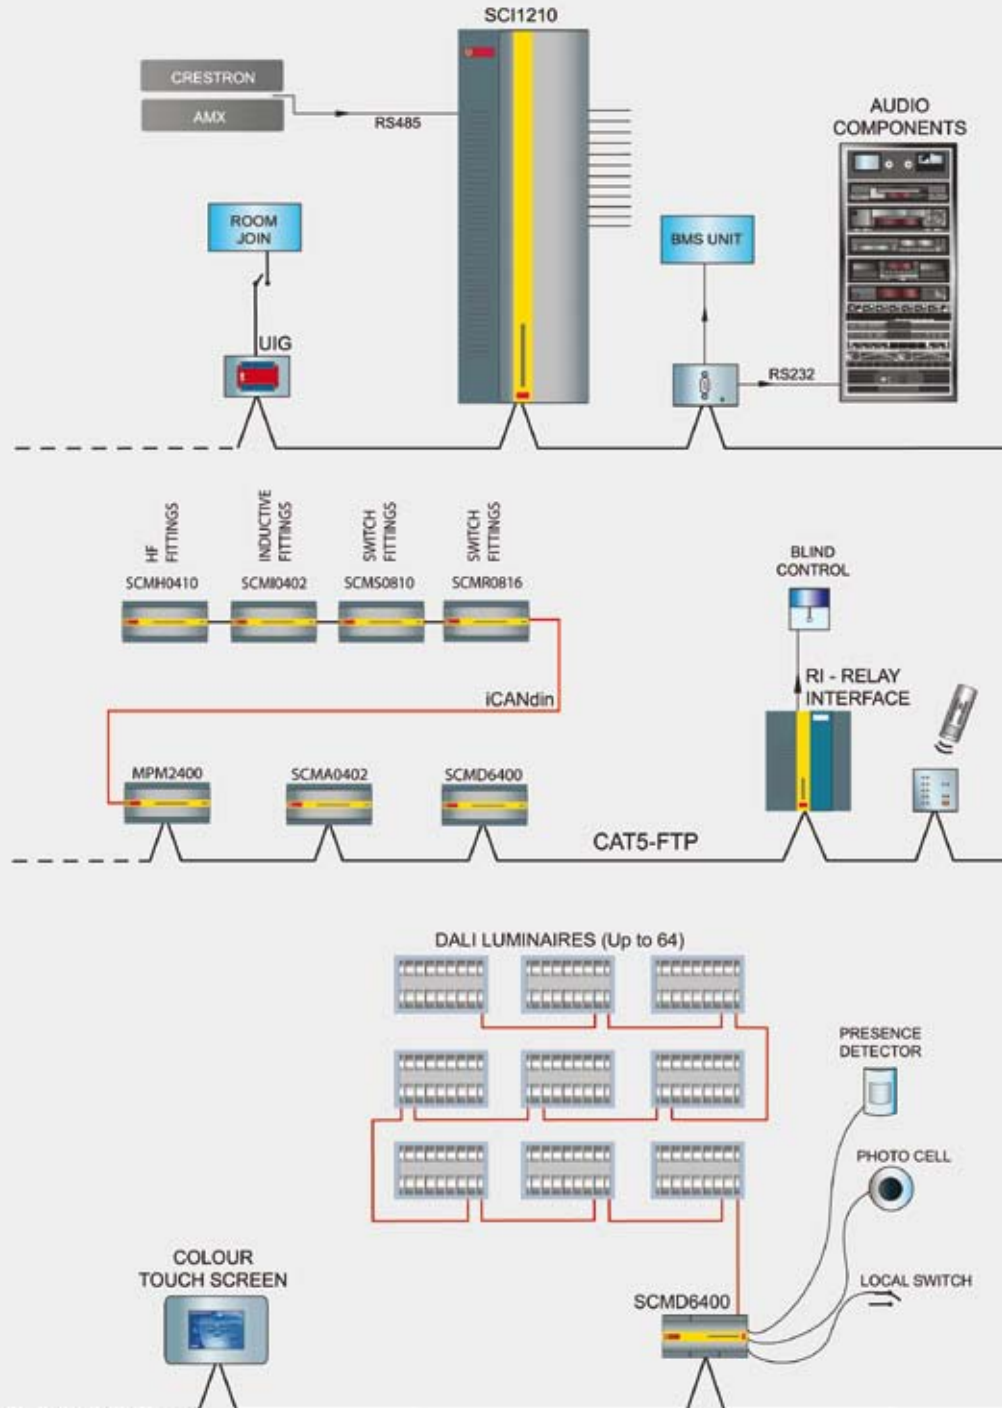 SCI1210
CRESTRON
AMX
RS485
AUDIO
COMPONENTS
ROOM
JOIN
BMS UNIT
UIG
RS232
HF
FITTINGS
INDUCTIVE
FITTINGS
SWITCH
FITTINGS
SWITCH
FITTINGS
SCMH0410
SCMI0402
SCMS0810
SCMR0816
BLIND
CONTROL
iCANdin
RI - RELAY
INTERFACE
MPM2400
SCMA0402
SCMD6400
CAT5-FTP
DALI LUMINAIRES (Up to 64)
PRESENCE
DETECTOR
PHOTO CELL
COLOUR
TOUCH SCREEN
LOCAL SWITCH
SCMD6400